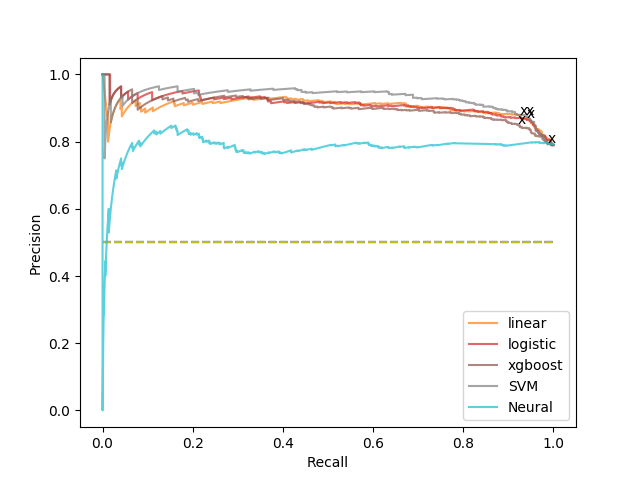 1.0
0.8
0.6
0.4
0.2
0.0
Precision
0.0 0.2 0.4 0.6 0.8 1.0
Recall
linear
logistic
xgboost
SVM
Neural
x x
x
x
x